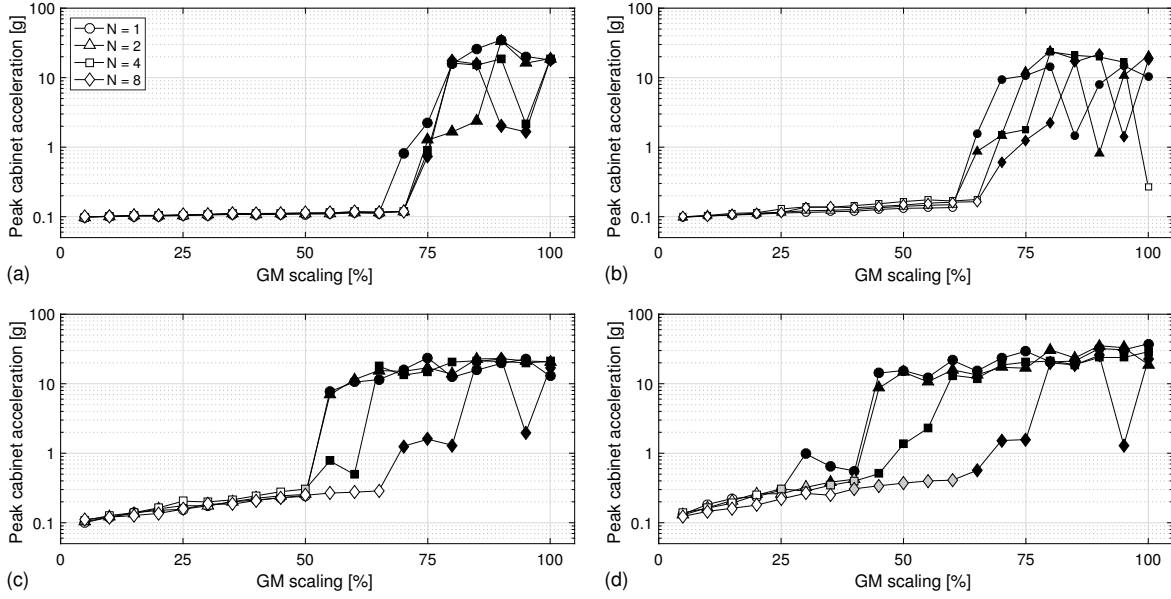 Peak cabinet acceleration [g]
100
10
1
0.1
N = 1
N = 2
N = 4
N = 8
0
25
50
75
100
GM scaling [%]
(a)
Peak cabinet acceleration [g]
100
10
1
0.1
0
25
50
75
100
GM scaling [%]
(b)
Peak cabinet acceleration [g]
100
10
1
0.1
0
25
50
75
100
GM scaling [%]
(c)
Peak cabinet acceleration [g]
100
10
1
0.1
0
25
50
75
100
GM scaling [%]
(d)